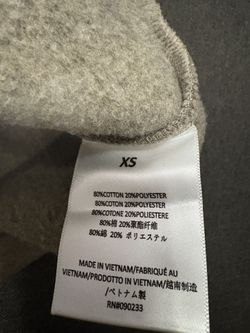 XS
80%COTTON 20%POLYESTER
80%COTON 20%POLYESTER
80%COTONE 20%POLIESTERE
80%棉 20%聚酯纤维
80%綿 20% ポリエステル
MADE IN VIETNAM/FABRIQUÉ AU
VIETNAM/PRODOTTO IN VIETNAM/越南制造
/ベトナム製
RN#090233